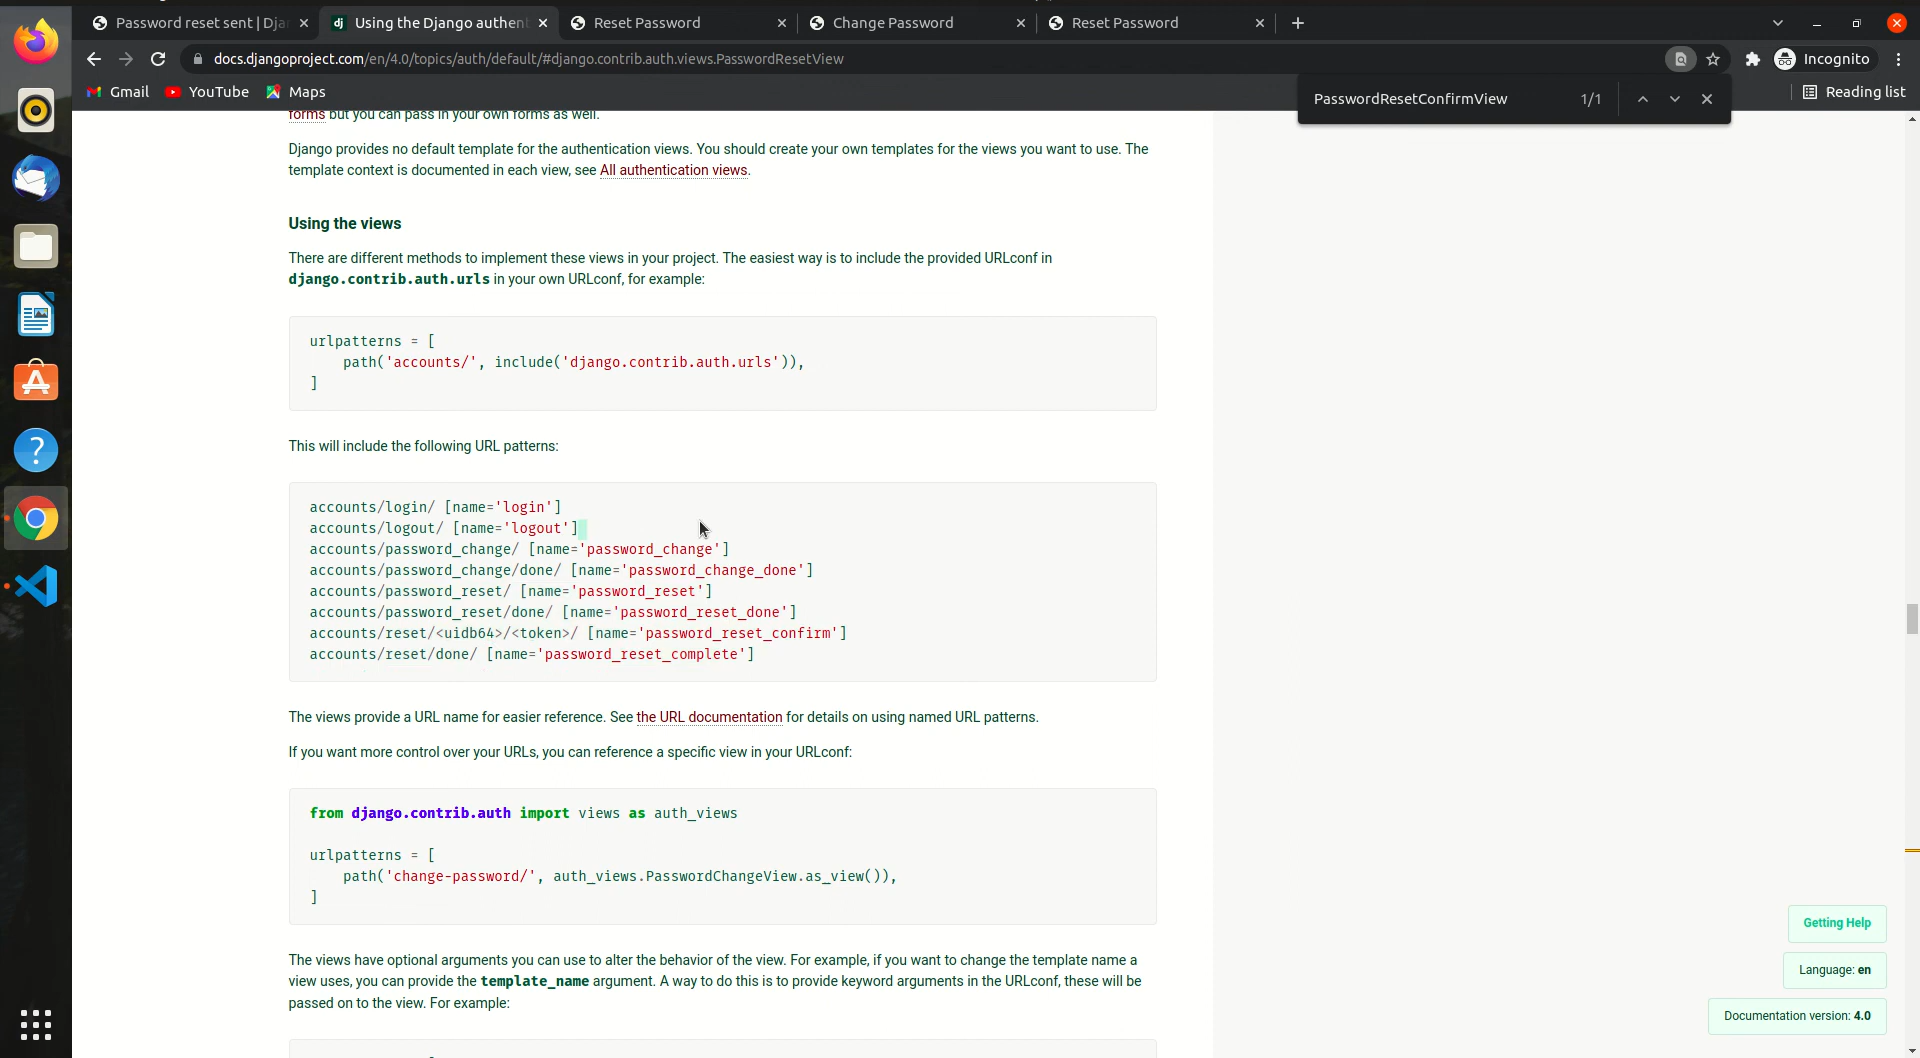 Password reset sent | Dja
Using the Django authen
Reset Password
Change Password
Reset Password
docs.djangoproject.com/en/4.0/topics/auth/default/#django.contrib.auth.views.PasswordResetView
Incognito
Gmail
YouTube
Maps
PasswordResetConfirmView
1/1
Reading list
forms but you can pass in your own forms as well.
Django provides no default template for the authentication views. You should create your own templates for the views you want to use. The
template context is documented in each view, see All authentication views.
Using the views
There are different methods to implement these views in your project. The easiest way is to include the provided URLconf in
django.contrib.auth.urls in your own URLconf, for example:
urlpatterns = [
path('accounts/', include('django.contrib.auth.urls')),
]
This will include the following URL patterns:
accounts/login/ [name='login']
accounts/logout/ [name='logout']
accounts/password_change/ [name='password_change']
accounts/password_change/done/ [name='password_change_done']
accounts/password_reset/ [name='password_reset']
accounts/password_reset/done/ [name='password_reset_done']
accounts/reset/<uidb64>/<token>/ [name='password_reset_confirm']
accounts/reset/done/ [name='password_reset_complete']
The views provide a URL name for easier reference. See the URL documentation for details on using named URL patterns.
If you want more control over your URLs, you can reference a specific view in your URLconf:
from django.contrib.auth import views as auth_views
urlpatterns = [
path('change-password/', auth_views.PasswordChangeView.as_view()),
]
The views have optional arguments you can use to alter the behavior of the view. For example, if you want to change the template name a
view uses, you can provide the template_name argument. A way to do this is to provide keyword arguments in the URLconf, these will be
passed on to the view. For example:
Getting Help
Language: en
Documentation version: 4.0